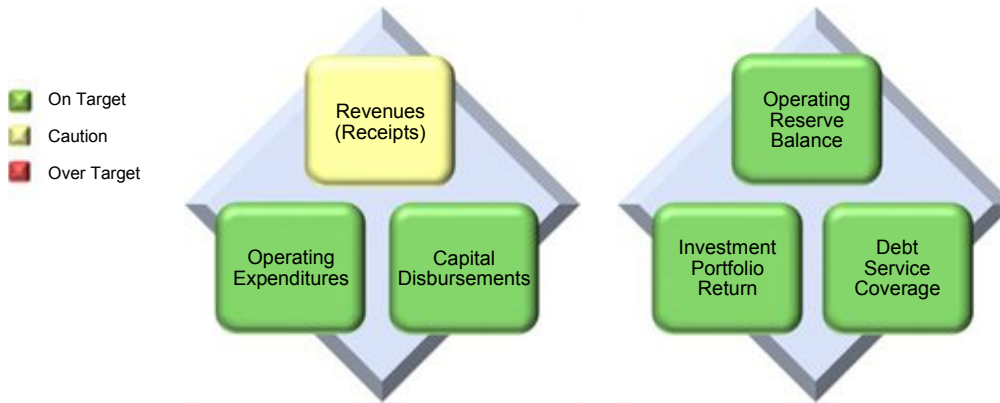 On Target
Caution
Over Target
Revenues
(Receipts)
Operating
Expenditures
Capital
Disbursements
Operating
Reserve
Balance
Investment
Portfolio
Return
Debt
Service
Coverage